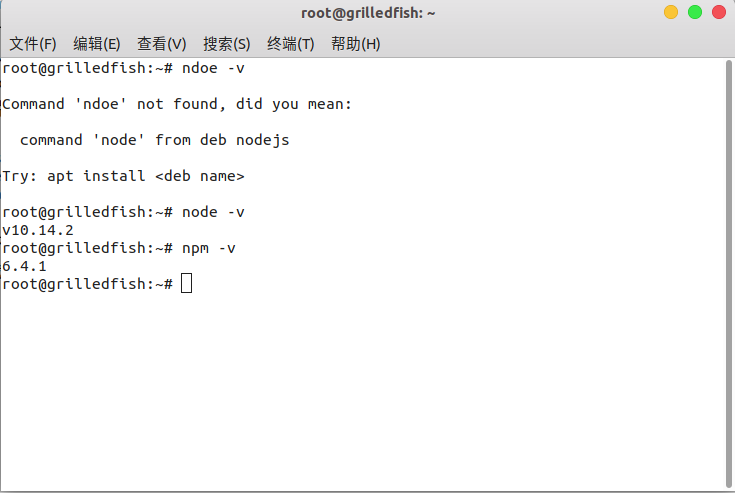 root@grilledfish: ~
文件(F) 编辑(E) 查看(V) 搜索(S) 终端(T) 帮助(H)
root@grilledfish:~# ndoe -v
Command 'ndoe' not found, did you mean:
command 'node' from deb nodejs
Try: apt install <deb name>
root@grilledfish:~# node -v
v10.14.2
root@grilledfish:~# npm -v
6.4.1
root@grilledfish:~#